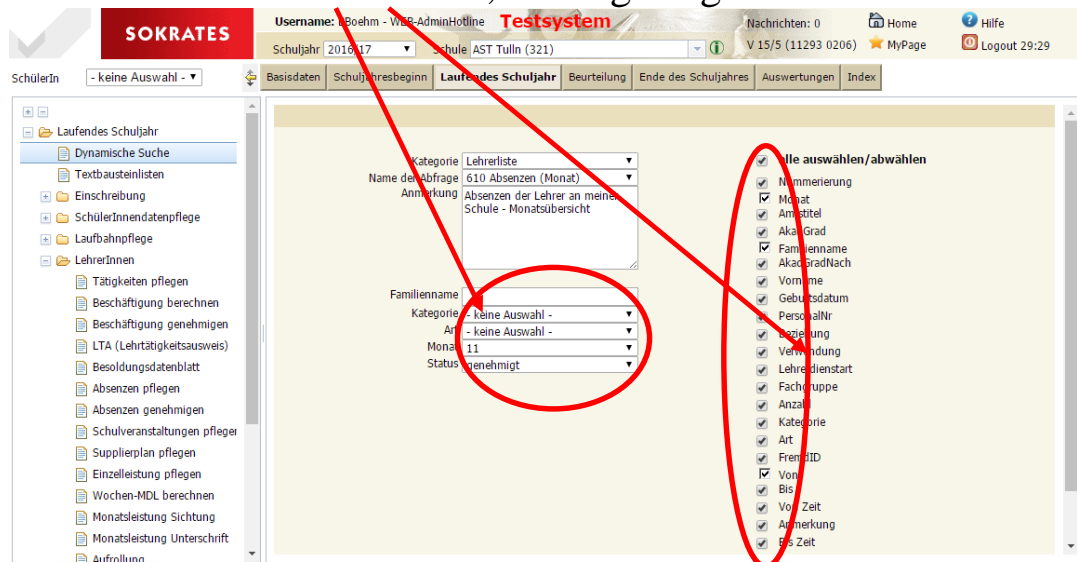 SOKRATES
Username: LBoehm - WEB-AdminHotline Testsystem
Nachrichten: 0 Home Hilfe
Schuljahr 2016/17 Schule AST Tulln (321)
V 15/5 (11293 0206) MyPage Logout 29:29
SchülerIn - keine Auswahl -
Basisdaten Schuljahresbeginn Laufendes Schuljahr Beurteilung Ende des Schuljahres Auswertungen Index
Laufendes Schuljahr
Dynamische Suche
Textbausteinlisten
Einschreibung
SchülerInnendatenpflege
Laufbahnpflege
LehrerInnen
Tätigkeiten pflegen
Beschäftigung berechnen
Beschäftigung genehmigen
LTA (Lehrtätigkeitsausweis)
Besoldungsdatenblatt
Absenzen pflegen
Absenzen genehmigen
Schulveranstaltungen pfleger
Supplierplan pflegen
Einzelleistung pflegen
Wochen-MDL berechnen
Monatsleistung Sichtung
Monatsleistung Unterschrift
Aufrollung
Kategorie Lehrerliste
Name der Abfrage 610 Absenzen (Monat)
Anmerkung Absenzen der Lehrer an meiner
Schule - Monatsübersicht
Familienname
Kategorie - keine Auswahl -
Art - keine Auswahl -
Monat 11
Status genehmigt
alle auswählen/abwählen
Nummerierung
Monat
Amtstitel
AkadGrad
Familienname
AkadGradNach
Vorname
Geburtsdatum
PersonalNr
Beziehung
Verwendung
Lehrerdienstart
Fachgruppe
Anzahl
Kategorie
Art
FremdID
Von
Bis
Von Zeit
Anmerkung
Bis Zeit